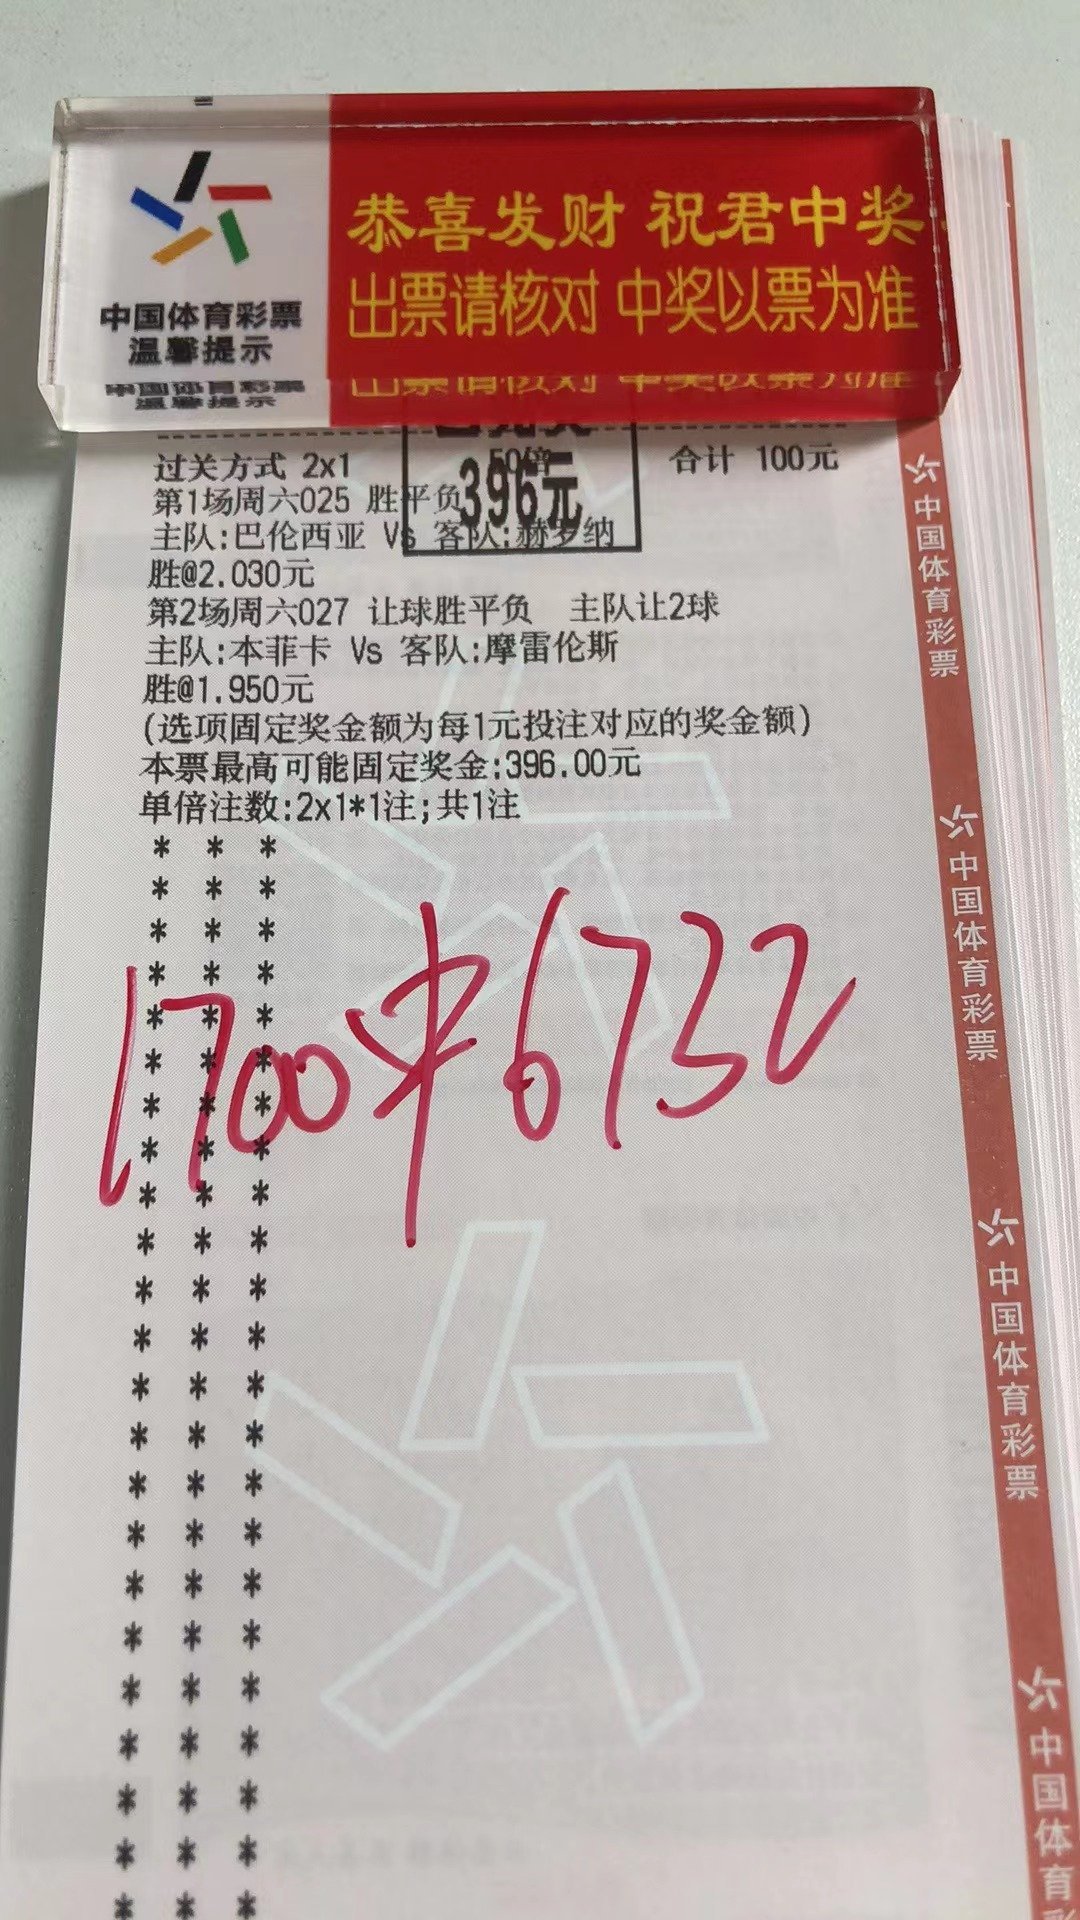 恭喜发财 祝君中奖
出票请核对 中奖以票为准
中国体育彩票
温馨提示
396元
过关方式 2x1 50倍 合计 100元
第1场周六025 胜平负
主队:巴伦西亚 Vs 客队:赫罗纳
胜@2.030元
第2场周六027 让球胜平负 主队让2球
主队:本菲卡 Vs 客队:摩雷伦斯
胜@1.950元
(选项固定奖金额为每1元投注对应的奖金额)
本票最高可能固定奖金:396.00元
单倍注数:2x1*1注;共1注
1700中6732
中国体育彩票
中国体育彩票
中国体育彩票
中国体育彩